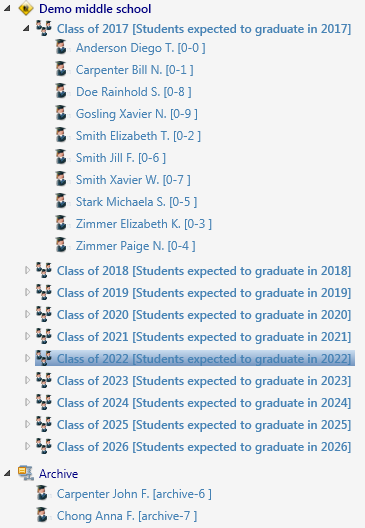 Demo middle school
Class of 2017 [Students expected to graduate in 2017]
Anderson Diego T. [0-0 ]
Carpenter Bill N. [0-1 ]
Doe Rainhold S. [0-8 ]
Gosling Xavier N. [0-9 ]
Smith Elizabeth T. [0-2 ]
Smith Jill F. [0-6 ]
Smith Xavier W. [0-7 ]
Stark Michaela S. [0-5 ]
Zimmer Elizabeth K. [0-3 ]
Zimmer Paige N. [0-4 ]
Class of 2018 [Students expected to graduate in 2018]
Class of 2019 [Students expected to graduate in 2019]
Class of 2020 [Students expected to graduate in 2020]
Class of 2021 [Students expected to graduate in 2021]
Class of 2022 [Students expected to graduate in 2022]
Class of 2023 [Students expected to graduate in 2023]
Class of 2024 [Students expected to graduate in 2024]
Class of 2025 [Students expected to graduate in 2025]
Class of 2026 [Students expected to graduate in 2026]
Archive
Carpenter John F. [archive-6 ]
Chong Anna F. [archive-7 ]